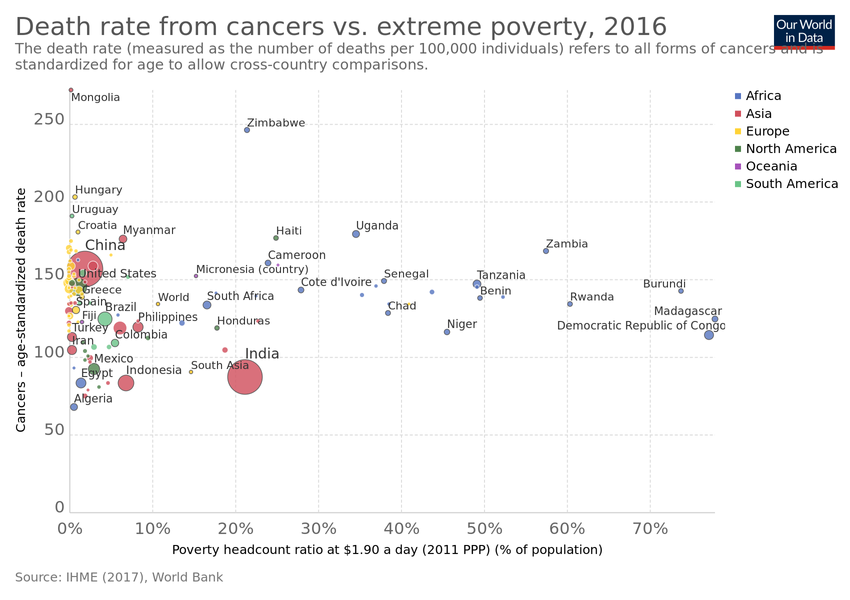 Death rate from cancers vs. extreme poverty, 2016
Our World
in Data
The death rate (measured as the number of deaths per 100,000 individuals) refers to all forms of cancers and is
standardized for age to allow cross-country comparisons.
Africa
Asia
Europe
North America
Oceania
South America
Cancers - age-standardized death rate
250
200
150
100
50
0
Mongolia
Zimbabwe
Hungary
Uruguay
Croatia
Myanmar
Haiti
Uganda
China
Cameroon
Zambia
United States
Micronesia (country)
Cote d'Ivoire
Senegal
Tanzania
Burundi
Greece
Spain
World
South Africa
Benin
Rwanda
Brazil
Fiji
Philippines
Honduras
Chad
Madagascar
Turkey
Colombia
Niger
Democratic Republic of Congo
Iran
Mexico
India
Egypt
Indonesia
South Asia
Algeria
0%
10%
20%
30%
40%
50%
60%
70%
Poverty headcount ratio at $1.90 a day (2011 PPP) (% of population)
Source: IHME (2017), World Bank